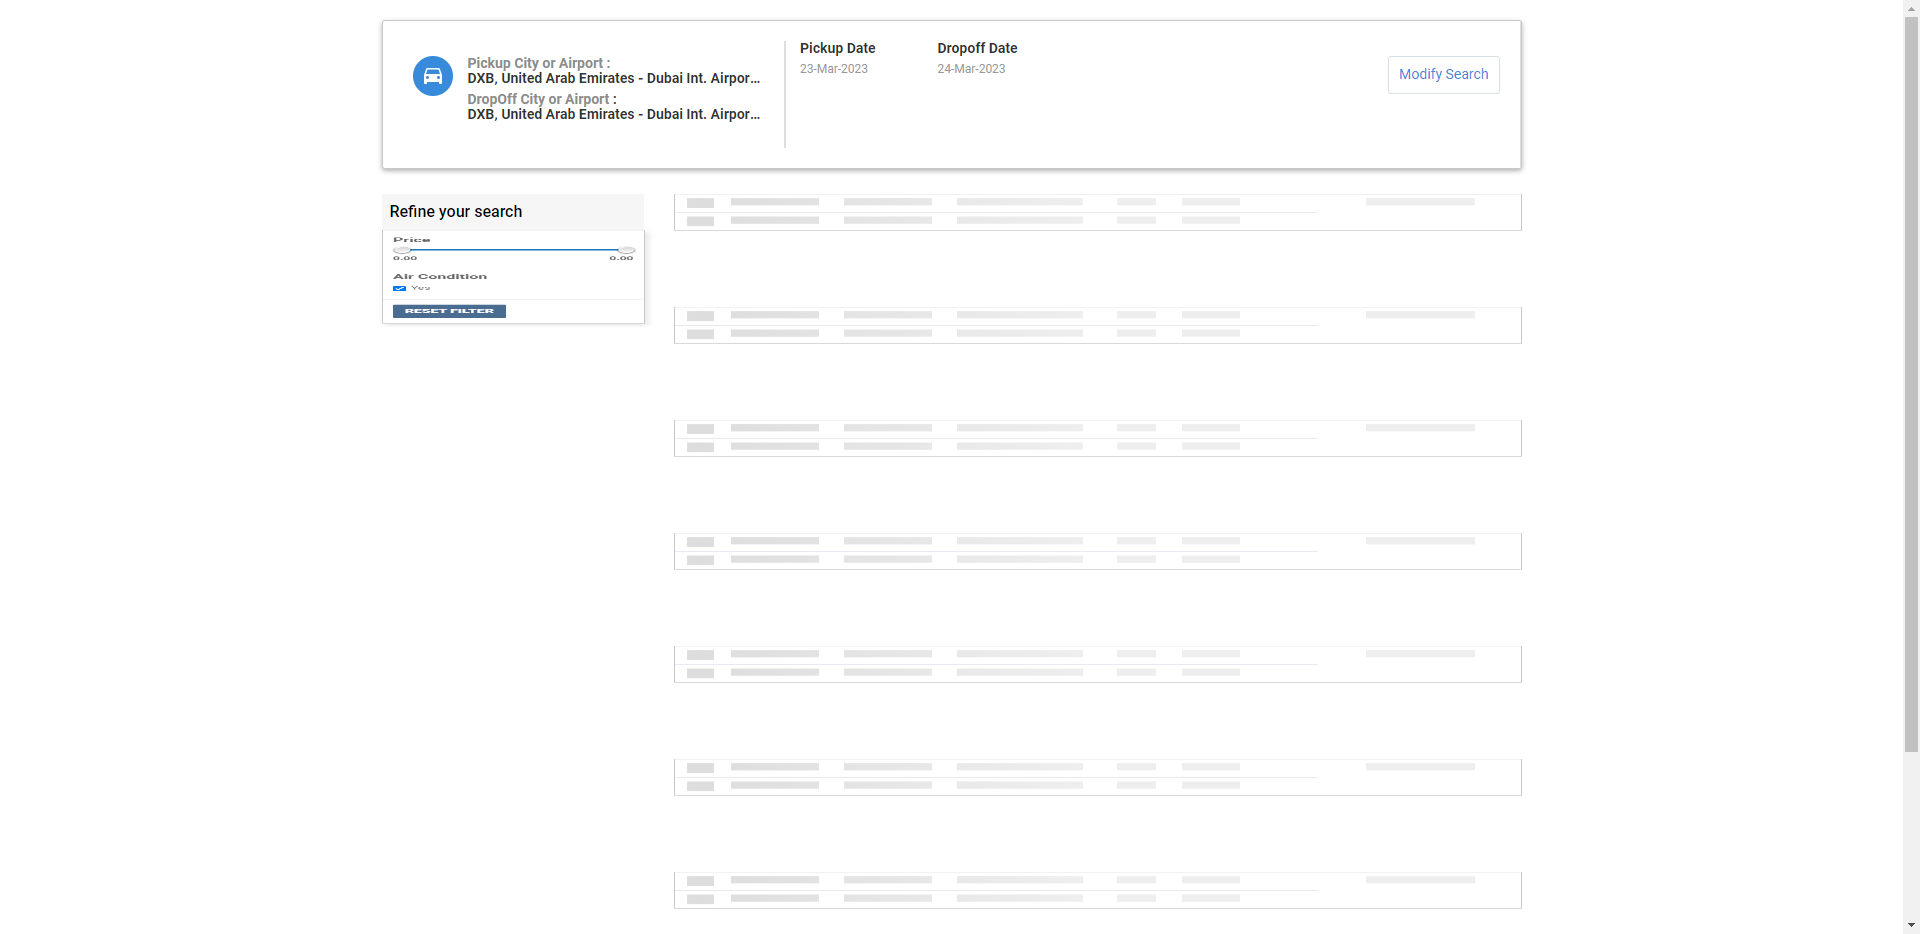 Pickup City or Airport :
DXB, United Arab Emirates - Dubai Int. Airpor...
DropOff City or Airport :
DXB, United Arab Emirates - Dubai Int. Airpor...
Pickup Date
23-Mar-2023
Dropoff Date
24-Mar-2023
Modify Search
Refine your search
Price
0.00 0.00
Air Condition
Yes
RESET FILTER